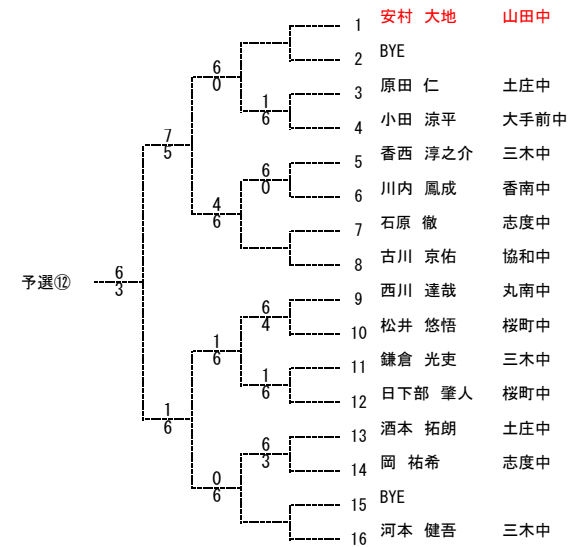 1 安村 大地 山田中
2 BYE
6
0
3 原田 仁 土庄中
1
6
4 小田 涼平 大手前中
7
5
5 香西 淳之介 三木中
6
0
6 川内 鳳成 香南中
4
6
7 石原 徹 志度中
8 古川 京佑 協和中
予選⑫
6
3
9 西川 達哉 丸南中
6
4
10 松井 悠悟 桜町中
1
6
11 鎌倉 光吏 三木中
1
6
12 日下部 肇人 桜町中
1
6
13 酒本 拓朗 土庄中
6
3
14 岡 祐希 志度中
0
6
15 BYE
16 河本 健吾 三木中